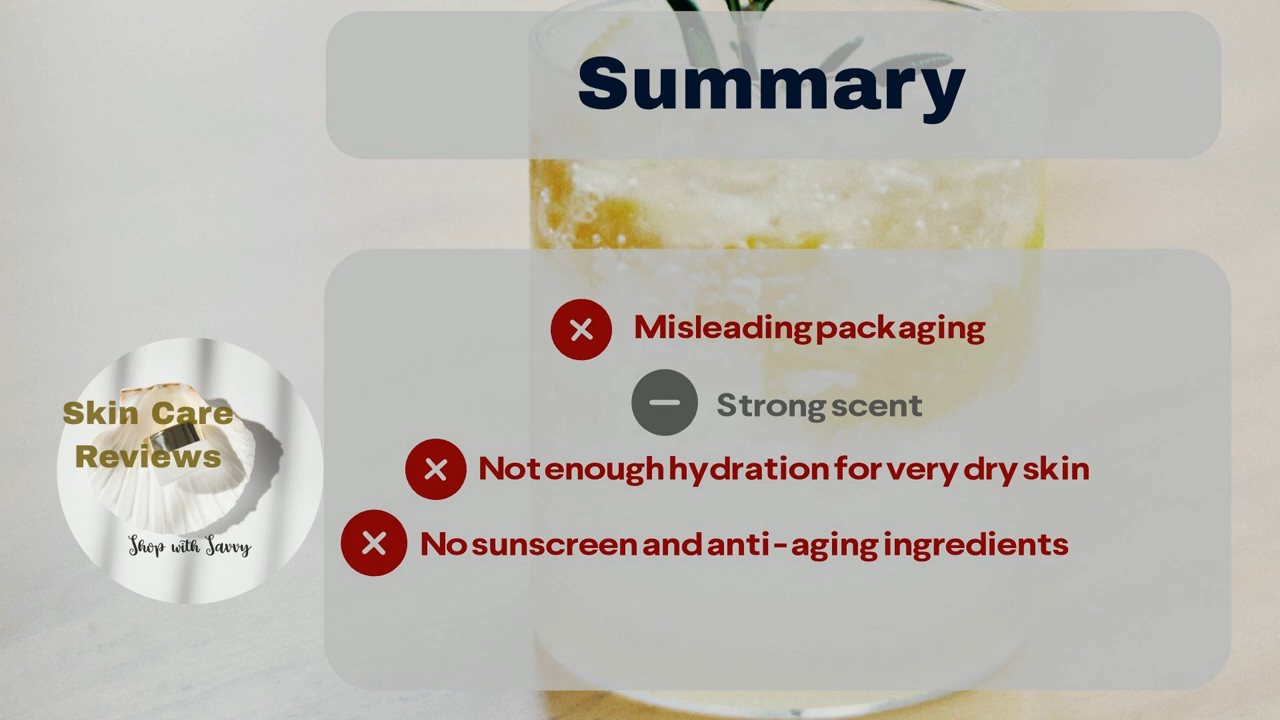 Summary
Misleading packaging
Strong scent
Not enough hydration for very dry skin
No sunscreen and anti-aging ingredients
Skin Care
Reviews
Shop with Savvy